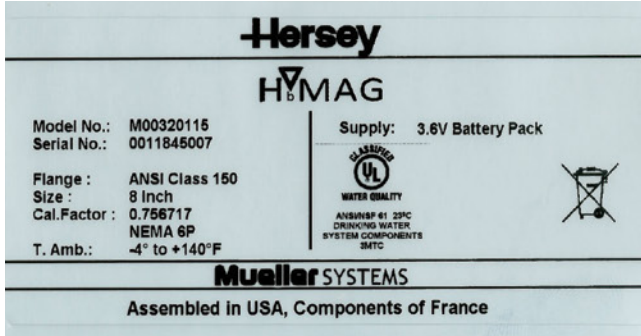 Hersey
HbMAG
Model No.: M00320115
Serial No.: 0011845007
Flange : ANSI Class 150
Size : 8 Inch
Cal.Factor : 0.756717
NEMA 6P
T. Amb.: -4° to +140°F
Supply: 3.6V Battery Pack
CLASSIFIED
UL
WATER QUALITY
ANSI/NSF 61 23ºC
DRINKING WATER
SYSTEM COMPONENTS
3MTC
Mueller SYSTEMS
Assembled in USA, Components of France